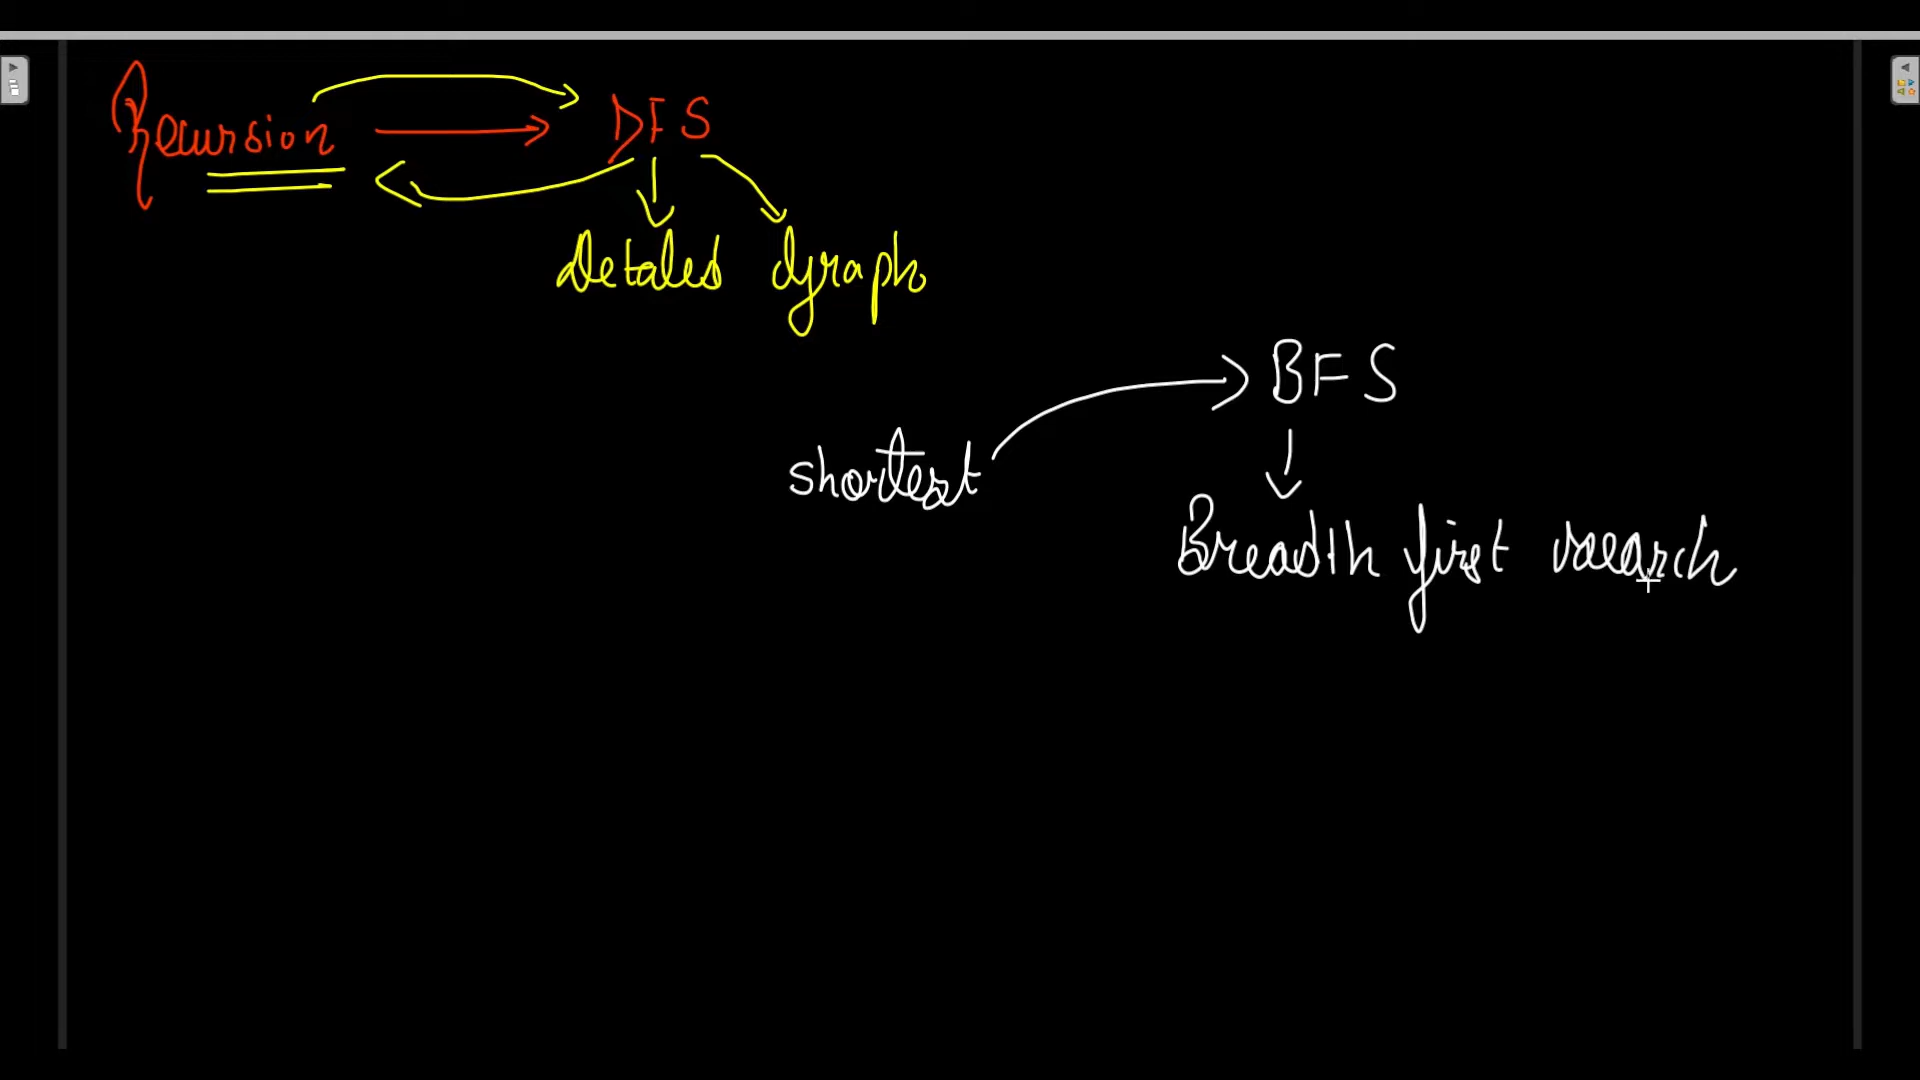 Recursion → DFS
Detailed graph
→ BFS
shortest
Breadth first search